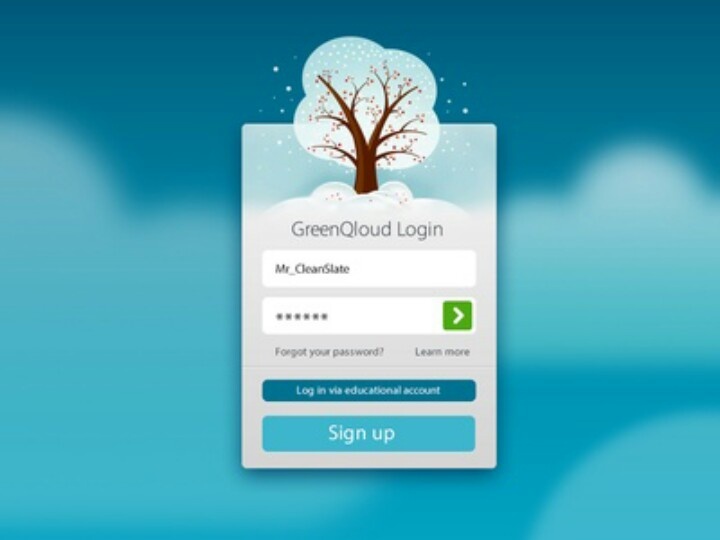 GreenQloud Login
Mr_CleanSlate
******
Forgot your password? Learn more
Log in via educational account
Sign up